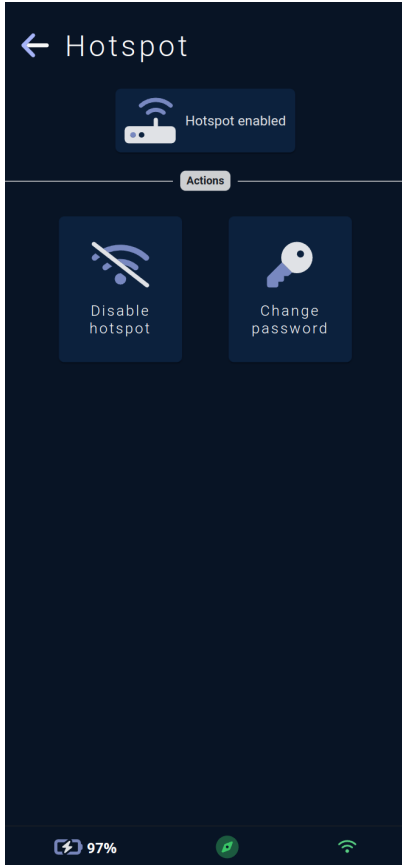 Hotspot
Hotspot enabled
Actions
Disable
hotspot
Change
password
97%